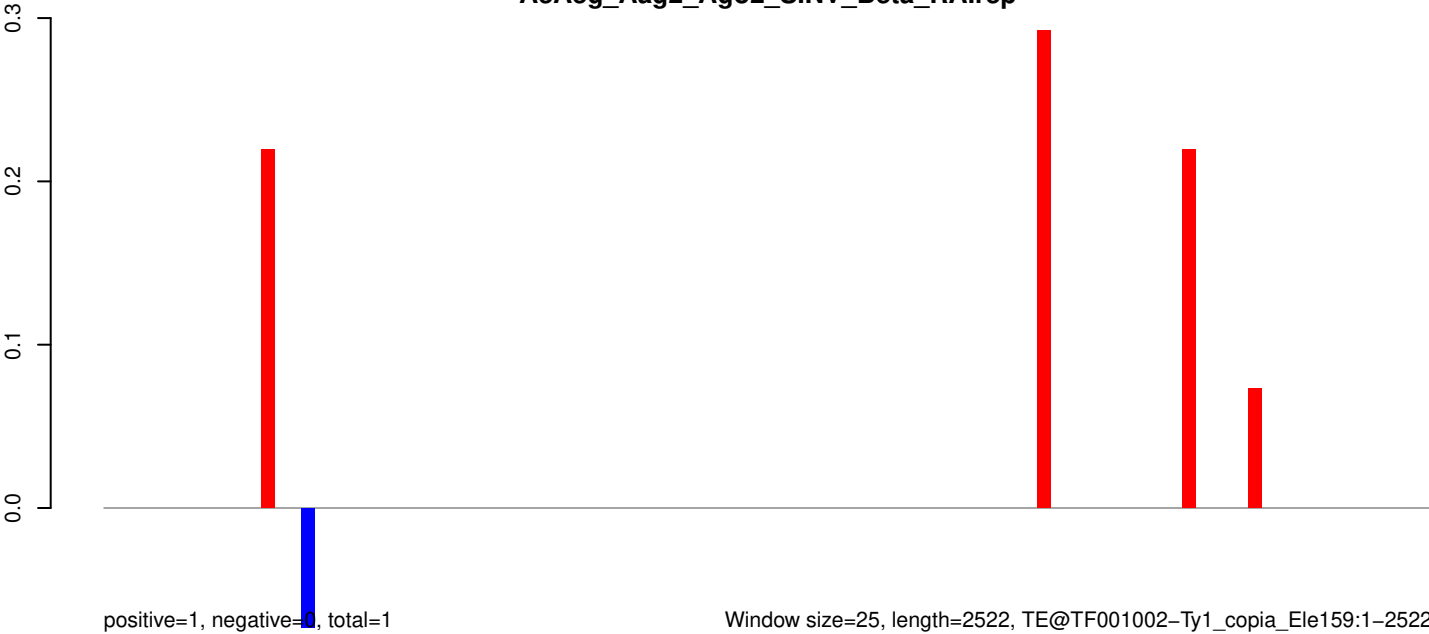 0.3
0.2
0.1
0.0
positive=1, negative=0, total=1
Window size=25, length=2522, TE@TF001002−Ty1_copia_Ele159:1−2522